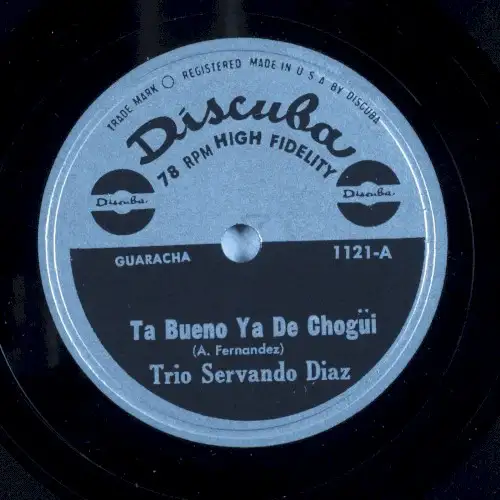 TRADE MARK REGISTERED MADE IN U S A BY DISCUBA
Discuba
78 RPM HIGH FIDELITY
Discuba.
Discuba.
GUARACHA
1121-A
Ta Bueno Ya De Chogüi
(A. Fernandez)
Trio Servando Diaz